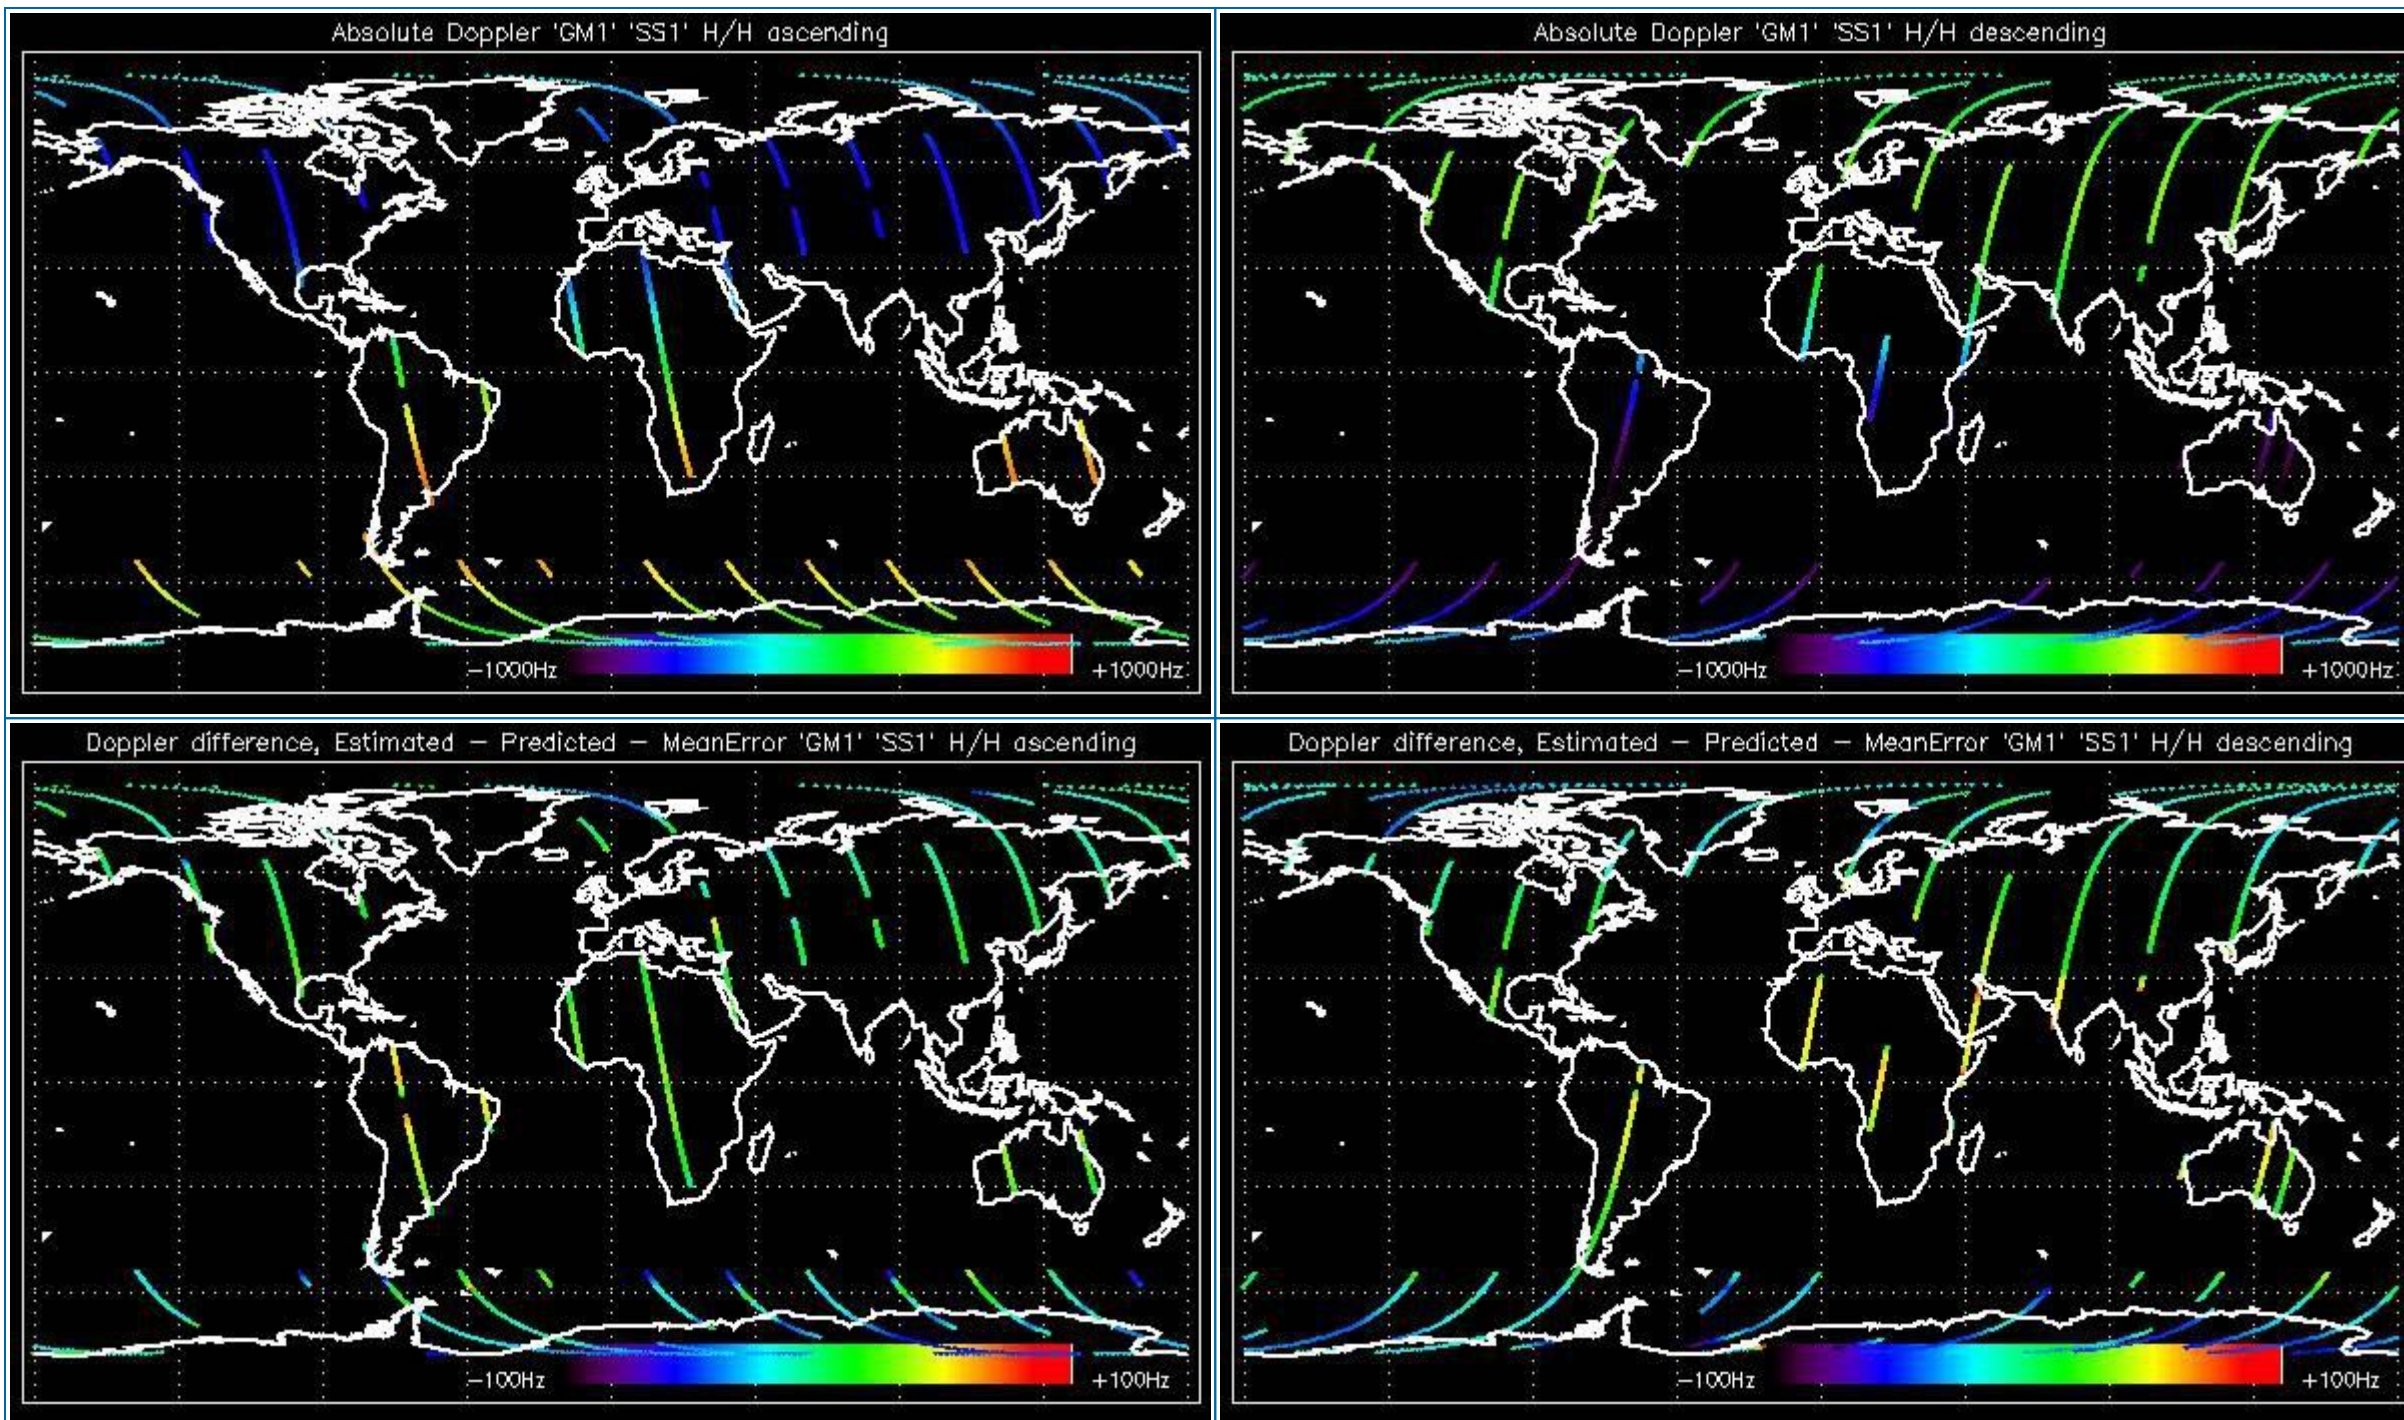 Absolute Doppler 'GM1' 'SS1' H/H ascending
−1000Hz
+1000Hz
Absolute Doppler 'GM1' 'SS1' H/H descending
−1000Hz
+1000Hz
Doppler difference, Estimated − Predicted − MeanError 'GM1' 'SS1' H/H ascending
−100Hz
+100Hz
Doppler difference, Estimated − Predicted − MeanError 'GM1' 'SS1' H/H descending
−100Hz
+100Hz